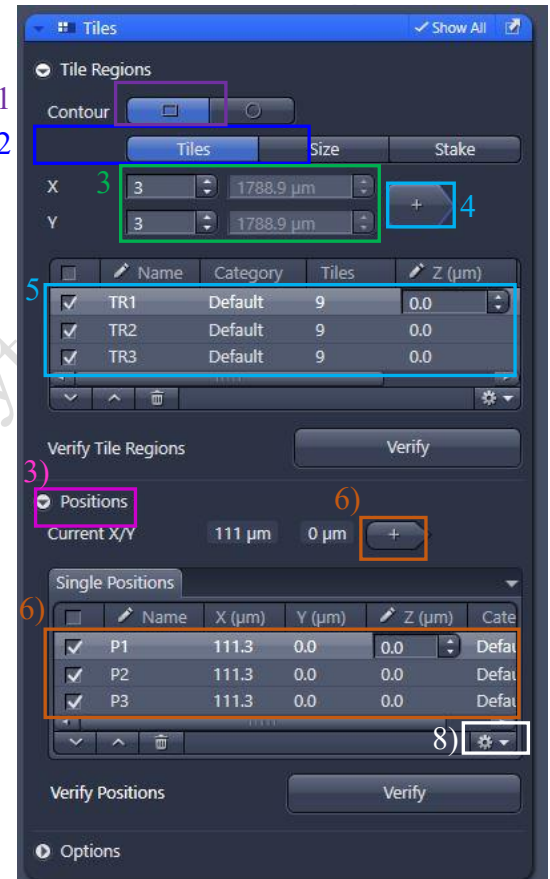 Tiles Show All
Tile Regions
1 Contour
2 Tiles Size Stake
X 3 3 1788.9 µm + 4
Y 3 1788.9 µm
Name Category Tiles Z (µm)
5 TR1 Default 9 0.0
TR2 Default 9 0.0
TR3 Default 9 0.0
Verify Tile Regions Verify
3)
Positions 6)
Current X/Y 111 µm 0 µm +
Single Positions
6) Name X (µm) Y (µm) Z (µm) Cate
P1 111.3 0.0 0.0 Defau
P2 111.3 0.0 0.0 Defau
P3 111.3 0.0 0.0 Defau
8)
Verify Positions Verify
Options